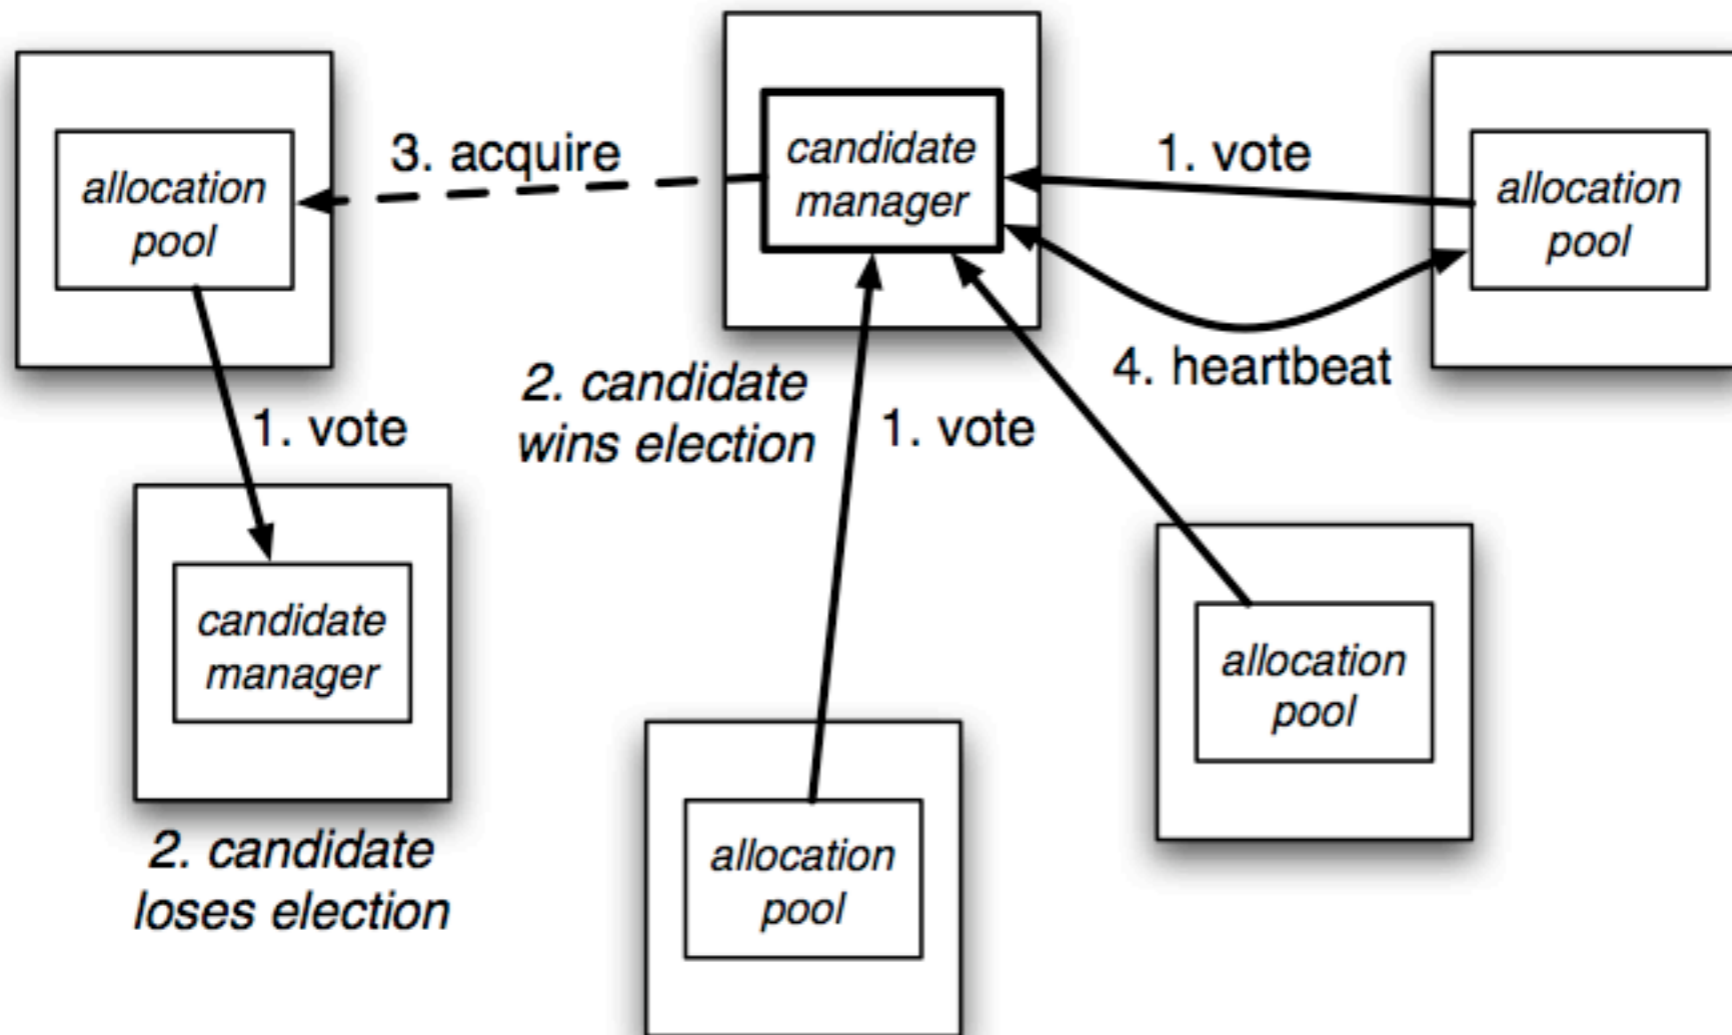 allocation
pool
3. acquire
candidate
manager
1. vote
allocation
pool
4. heartbeat
1. vote
2. candidate
wins election
1. vote
candidate
manager
2. candidate
loses election
allocation
pool
allocation
pool